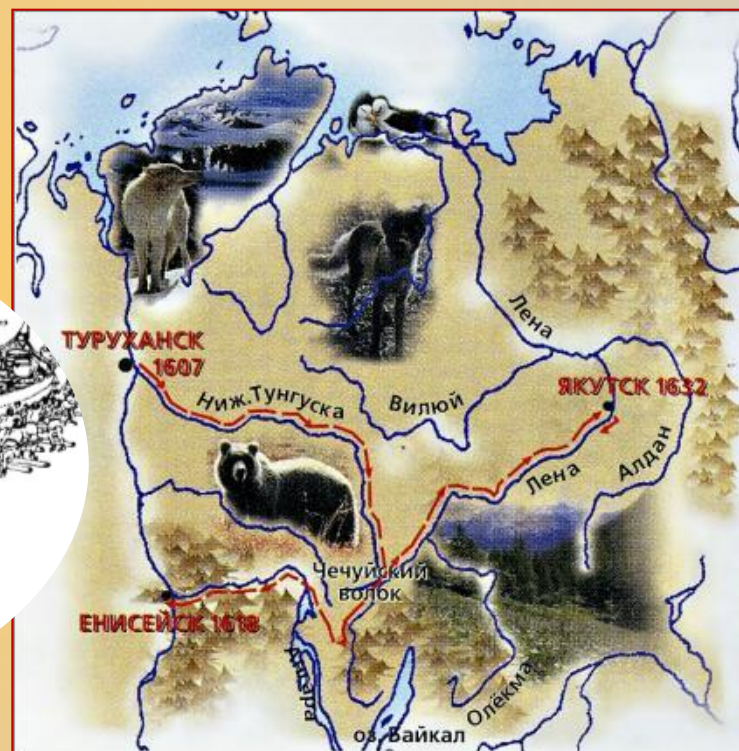 Лена
ТУРУХАНСК
1607
ЯКУТСК 1632
Ниж.Тунгуска
Вилюй
Лена
Алдан
Чечуйский
волок
ЕНИСЕЙСК 1618
Ангара
Олёкма
оз. Байкал